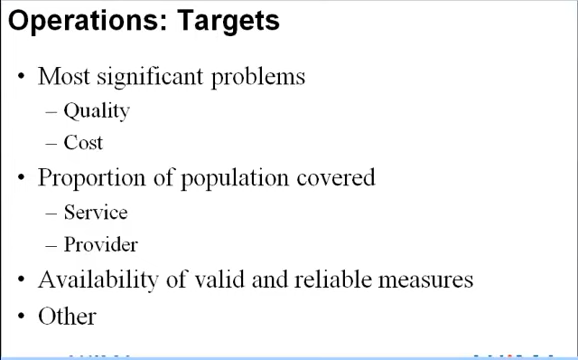 Operations: Targets
• Most significant problems
– Quality
– Cost
• Proportion of population covered
– Service
– Provider
• Availability of valid and reliable measures
• Other